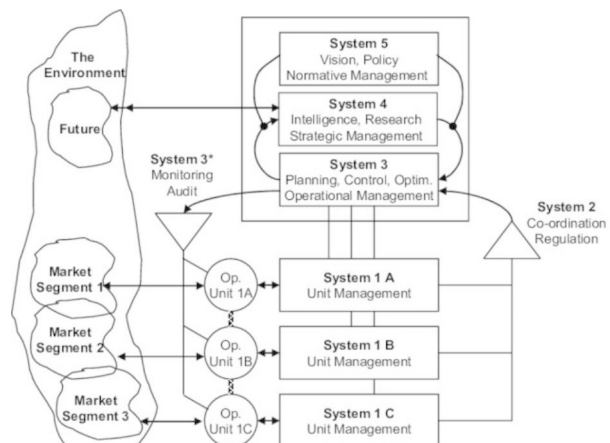 The
Environment
Future
System 5
Vision, Policy
Normative Management
System 4
Intelligence, Research
Strategic Management
System 3
Planning, Control, Optim.
Operational Management
System 3*
Monitoring
Audit
System 2
Co-ordination
Regulation
Market
Segment 1
Op.
Unit 1A
System 1 A
Unit Management
Market
Segment 2
Op.
Unit 1B
System 1 B
Unit Management
Market
Segment 3
Op.
Unit 1C
System 1 C
Unit Management